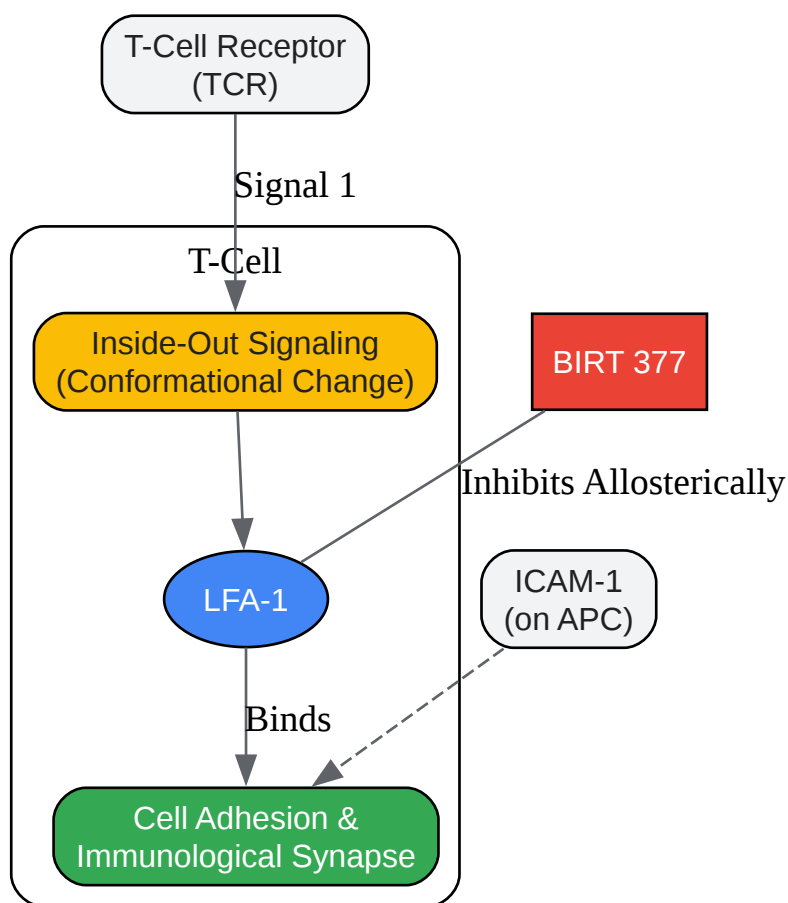 T-Cell Receptor
(TCR)
Signal 1
T-Cell
Inside-Out Signaling
(Conformational Change)
BIRT 377
Inhibits Allosterically
LFA-1
ICAM-1
(on APC)
Binds
Cell Adhesion &
Immunological Synapse